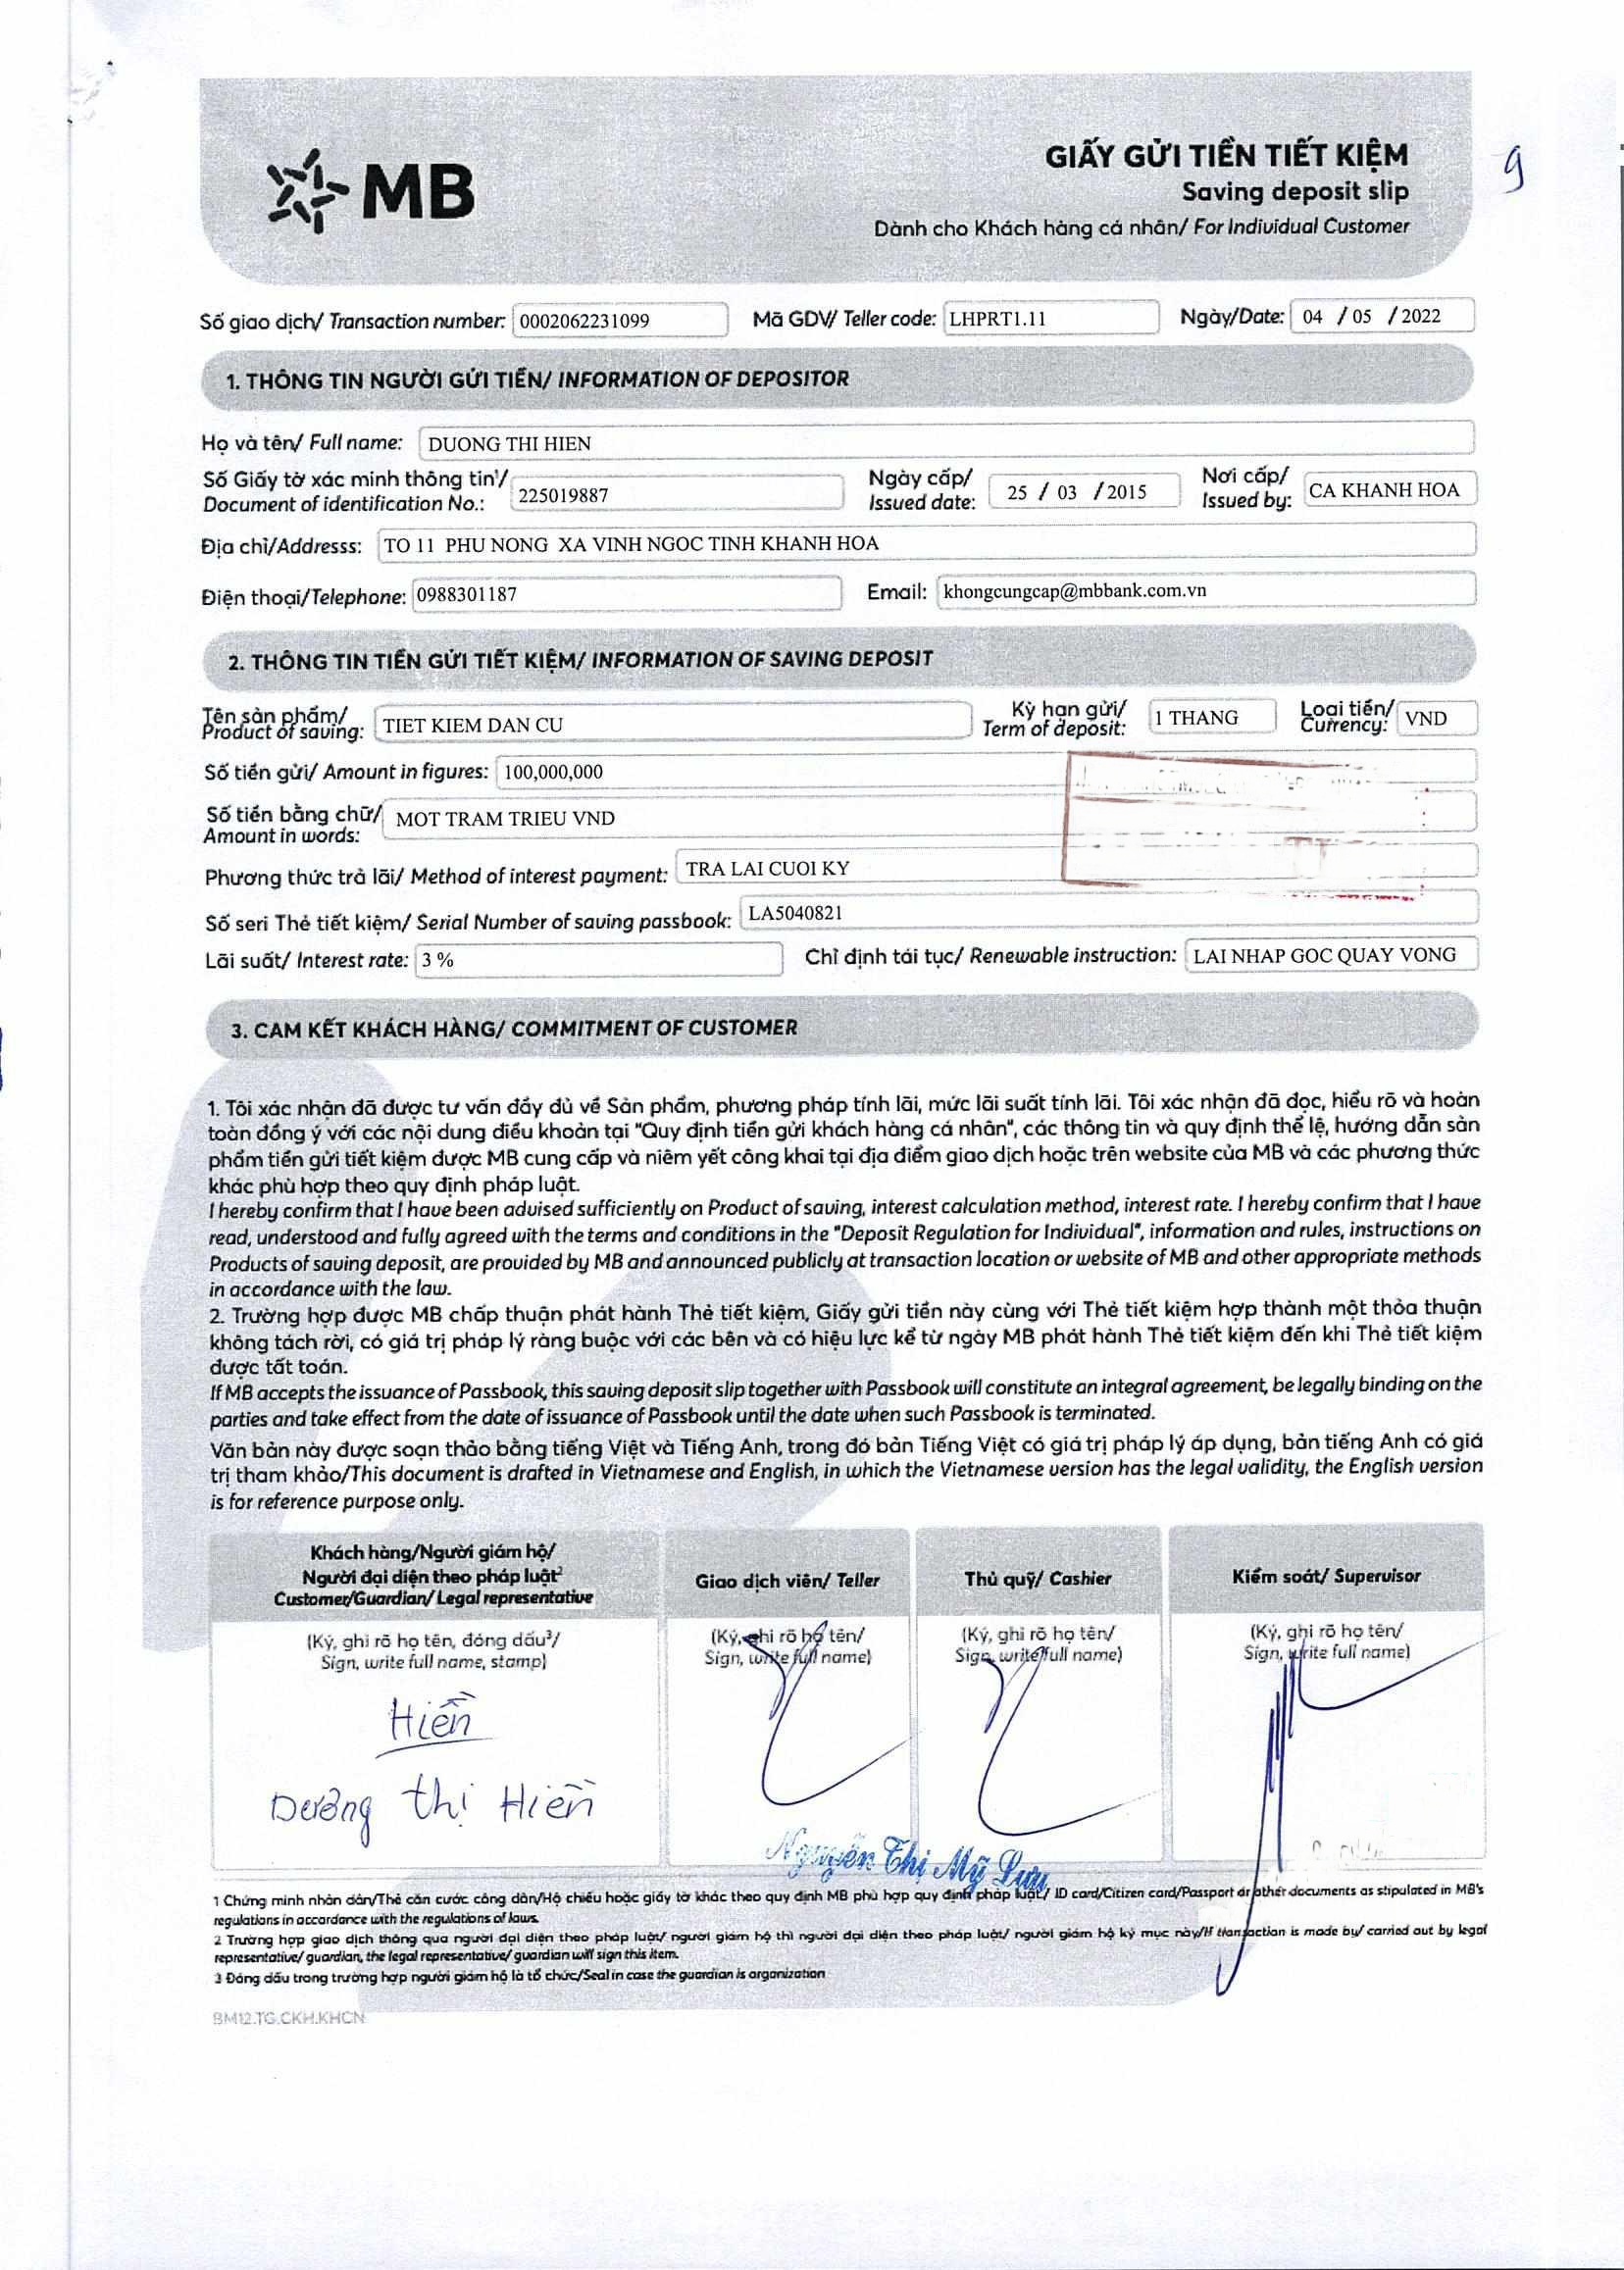 MB
GIẤY GỬI TIỀN TIẾT KIỆM
Saving deposit slip
Dành cho Khách hàng cá nhân/ For Individual Customer
9
Số giao dịch/ Transaction number: 0002062231099 Mã GDV/ Teller code: LHPRT1.11 Ngày/Date: 04 / 05 / 2022
1. THÔNG TIN NGƯỜI GỬI TIỀN/ INFORMATION OF DEPOSITOR
Họ và tên/ Full name: DUONG THI HIEN
Số Giấy tờ xác minh thông tin¹/ Ngày cấp/ Nơi cấp/
Document of identification No.: 225019887 Issued date: 25 / 03 / 2015 Issued by: CA KHANH HOA
Địa chỉ/Addresss: TO 11 PHU NONG XA VINH NGOC TINH KHANH HOA
Điện thoại/Telephone: 0988301187 Email: khongcungcap@mbbank.com.vn
2. THÔNG TIN TIỀN GỬI TIẾT KIỆM/ INFORMATION OF SAVING DEPOSIT
Tên sản phẩm/ Kỳ hạn gửi/ Loại tiền/
Product of saving: TIET KIEM DAN CU Term of deposit: 1 THANG Currency: VND
Số tiền gửi/ Amount in figures: 100,000,000
Số tiền bằng chữ/
Amount in words: MOT TRAM TRIEU VND
Phương thức trả lãi/ Method of interest payment: TRA LAI CUOI KY
Số seri Thẻ tiết kiệm/ Serial Number of saving passbook: LA5040821
Lãi suất/ Interest rate: 3 % Chỉ định tái tục/ Renewable instruction: LAI NHAP GOC QUAY VONG
3. CAM KẾT KHÁCH HÀNG/ COMMITMENT OF CUSTOMER
1. Tôi xác nhận đã được tư vấn đầy đủ về Sản phẩm, phương pháp tính lãi, mức lãi suất tính lãi. Tôi xác nhận đã đọc, hiểu rõ và hoàn
toàn đồng ý với các nội dung điều khoản tại "Quy định tiền gửi khách hàng cá nhân", các thông tin và quy định thể lệ, hướng dẫn sản
phẩm tiền gửi tiết kiệm được MB cung cấp và niêm yết công khai tại địa điểm giao dịch hoặc trên website của MB và các phương thức
khác phù hợp theo quy định pháp luật.
I hereby confirm that I have been advised sufficiently on Product of saving, interest calculation method, interest rate. I hereby confirm that I have
read, understood and fully agreed with the terms and conditions in the "Deposit Regulation for Individual", information and rules, instructions on
Products of saving deposit, are provided by MB and announced publicly at transaction location or website of MB and other appropriate methods
in accordance with the law.
2. Trường hợp được MB chấp thuận phát hành Thẻ tiết kiệm, Giấy gửi tiền này cùng với Thẻ tiết kiệm hợp thành một thỏa thuận
không tách rời, có giá trị pháp lý ràng buộc với các bên và có hiệu lực kể từ ngày MB phát hành Thẻ tiết kiệm đến khi Thẻ tiết kiệm
được tất toán.
If MB accepts the issuance of Passbook, this saving deposit slip together with Passbook will constitute an integral agreement, be legally binding on the
parties and take effect from the date of issuance of Passbook until the date when such Passbook is terminated.
Văn bản này được soạn thảo bằng tiếng Việt và Tiếng Anh, trong đó bản Tiếng Việt có giá trị pháp lý áp dụng, bản tiếng Anh có giá
trị tham khảo/This document is drafted in Vietnamese and English, in which the Vietnamese version has the legal validity, the English version
is for reference purpose only.
Khách hàng/Người giám hộ/
Người đại diện theo pháp luật²
Customer/Guardian/ Legal representative
Giao dịch viên/ Teller Thủ quỹ/ Cashier Kiểm soát/ Supervisor
(Ký, ghi rõ họ tên, đóng dấu³/
Sign, write full name, stamp)
(Ký, ghi rõ họ tên/
Sign, write full name)
(Ký, ghi rõ họ tên/
Sign, write full name)
(Ký, ghi rõ họ tên/
Sign, write full name)
Hiền
Dương thị Hiền
Nguyễn Thị Mỹ Lưu
1 Chứng minh nhân dân/Thẻ căn cước công dân/Hộ chiếu hoặc giấy tờ khác theo quy định MB phù hợp quy định pháp luật/ ID card/Citizen card/Passport or other documents as stipulated in MB's
regulations in accordance with the regulations of laws.
2 Trường hợp giao dịch thông qua người đại diện theo pháp luật/ người giám hộ thì người đại diện theo pháp luật/ người giám hộ ký mục này/If transaction is made by/ carried out by legal
representative/ guardian, the legal representative/ guardian will sign this item.
3 Đóng dấu trong trường hợp người giám hộ là tổ chức/Seal in case the guardian is organization
BM12.TG.CKH.KHCN